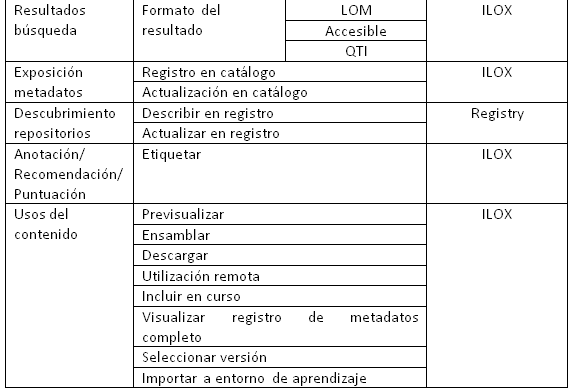 Resultados búsqueda
Formato del resultado
LOM
Accesible
QTI
ILOX
Exposición metadatos
Registro en catálogo
Actualización en catálogo
ILOX
Descubrimiento repositorios
Describir en registro
Actualizar en registro
Registry
Anotación/
Recomendación/
Puntuación
Etiquetar
ILOX
Usos del contenido
Previsualizar
Ensamblar
Descargar
Utilización remota
Incluir en curso
Visualizar registro de metadatos completo
Seleccionar versión
Importar a entorno de aprendizaje
ILOX